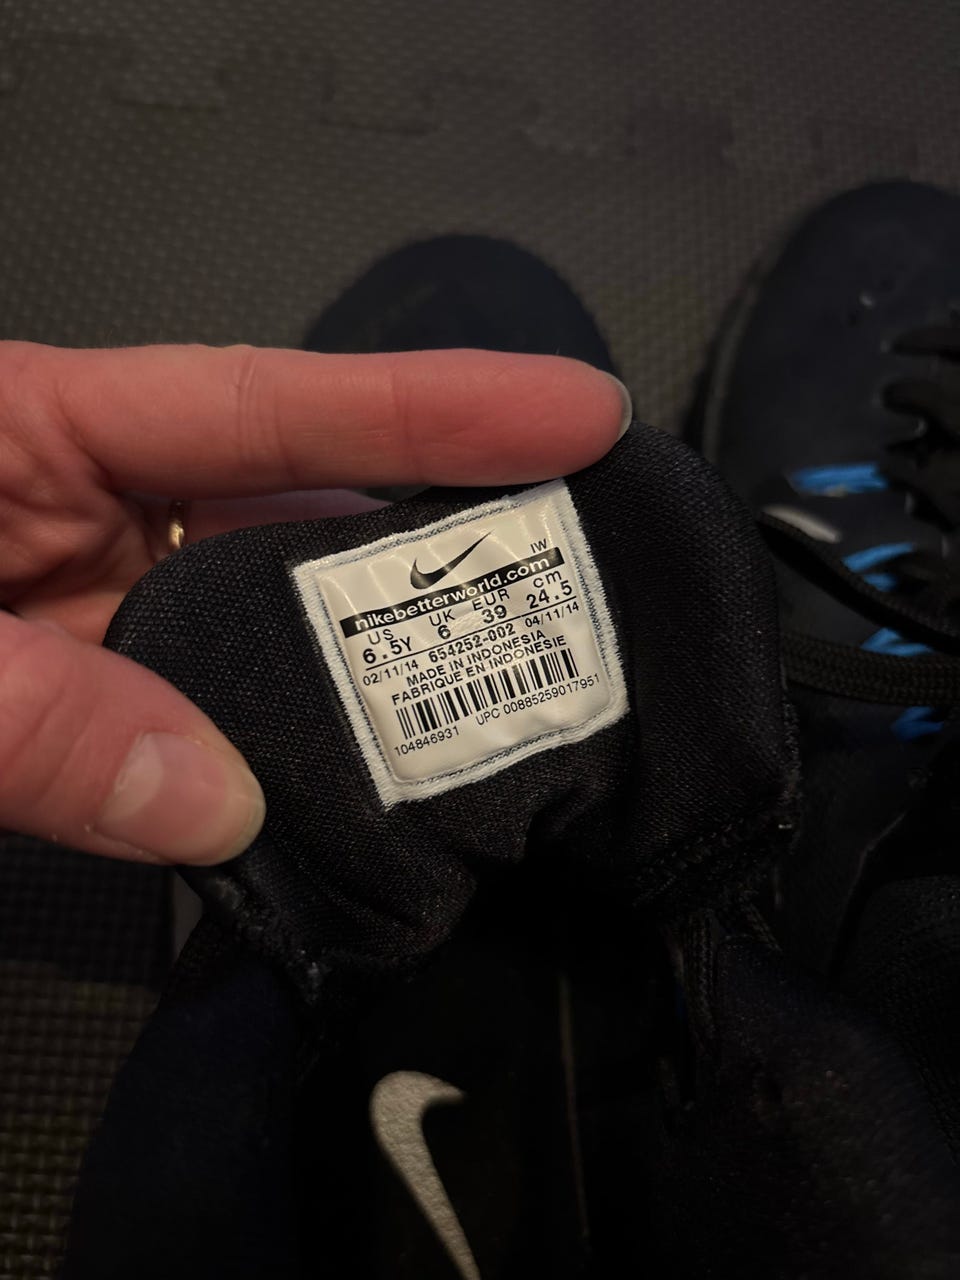 IW
nikebetterworld.com
US UK EUR cm
6.5Y 6 39 24.5
02/11/14 654252-002 04/11/14
MADE IN INDONESIA
FABRIQUE EN INDONESIE
104846931 UPC 00885259017951